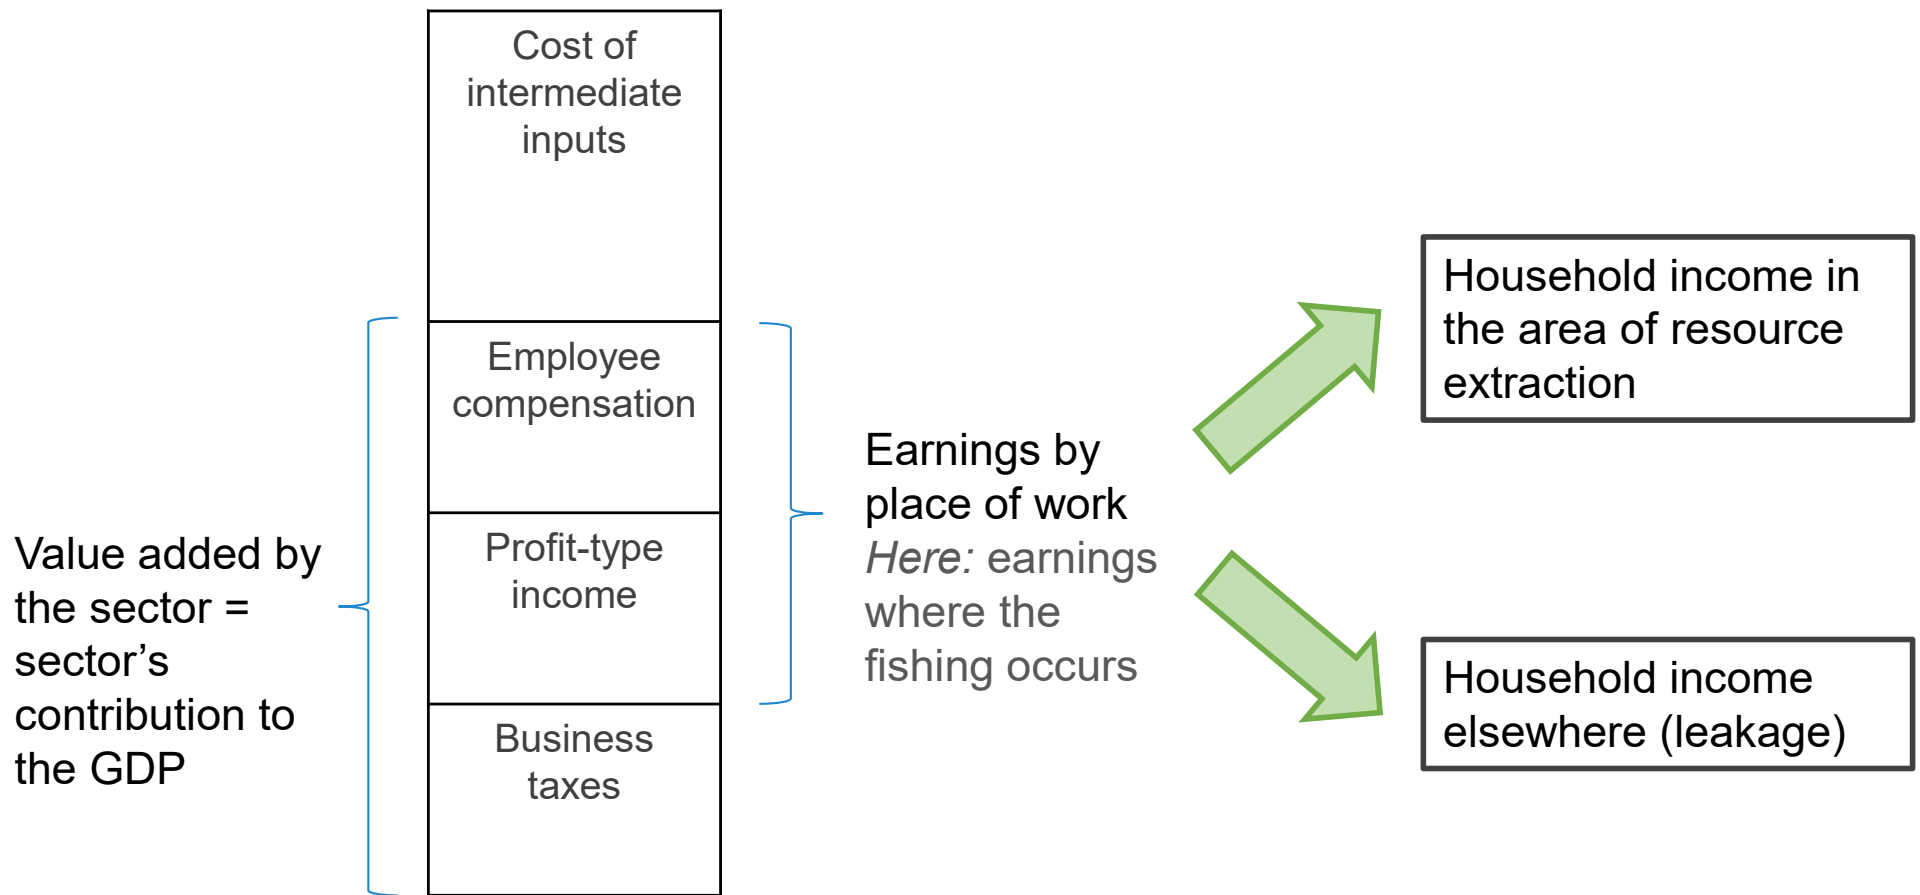 Cost of
intermediate
inputs
Employee
compensation
Profit-type
income
Business
taxes
Value added by
the sector =
sector’s
contribution to
the GDP
Earnings by
place of work
Here: earnings
where the
fishing occurs
Household income in
the area of resource
extraction
Household income
elsewhere (leakage)